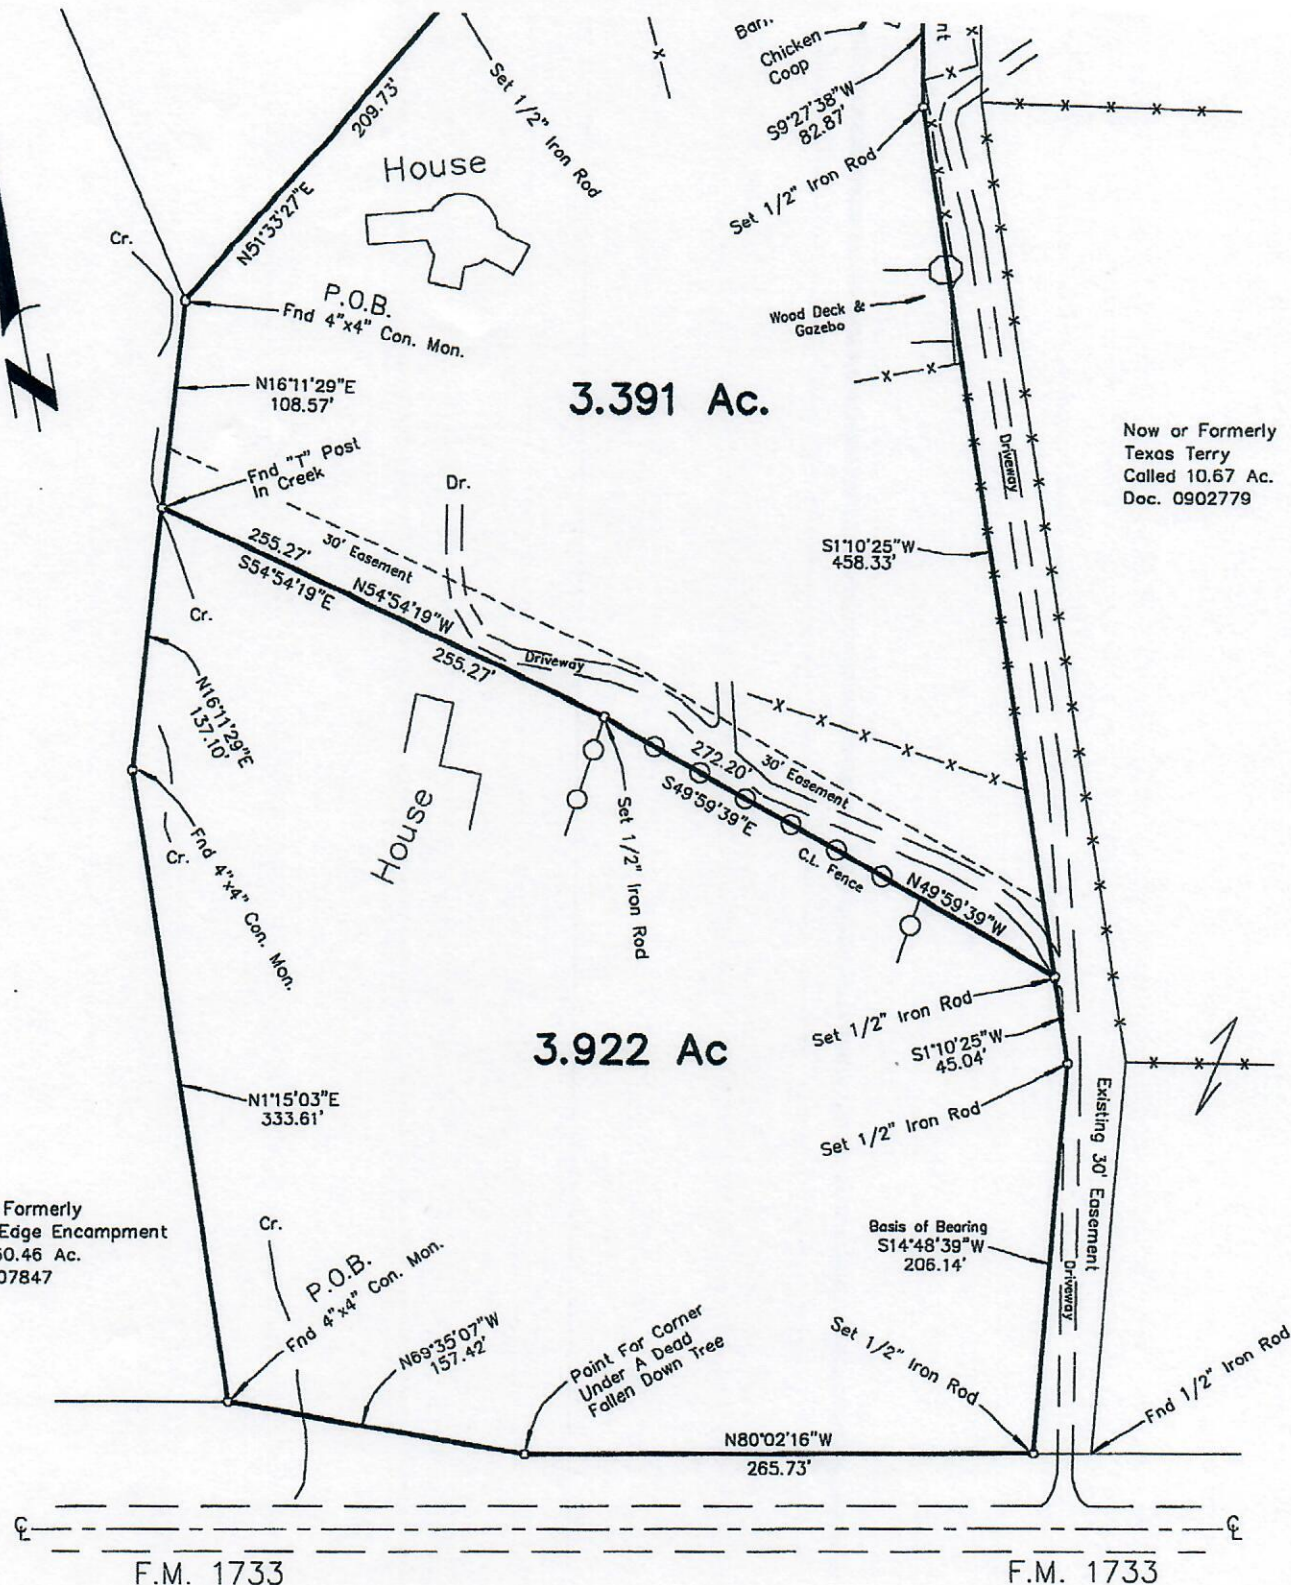 209.73'
N51°33'27"E
Set 1/2" Iron Rod
House
Chicken
Coop
S9°27'38"W
82.87'
Set 1/2" Iron Rod
Cr.
P.O.B.
Fnd 4"x4" Con. Mon.
Wood Deck &
Gazebo
N16°11'29"E
108.57'
3.391 Ac.
Driveway
Now or Formerly
Texas Terry
Called 10.67 Ac.
Doc. 0902779
Fnd "T" Post
In Creek
Dr.
255.27'
S54°54'19"E
30' Easement
N54°54'19"W
255.27'
S1°10'25"W
458.33'
Cr.
Driveway
N16°11'29"E
137.10'
House
272.20'
S49°59'39"E
30' Easement
Set 1/2" Iron Rod
C.L. Fence
N49°59'39"W
Cr.
Fnd 4"x4" Con. Mon.
Set 1/2" Iron Rod
3.922 Ac
S1°10'25"W
45.04'
N1°15'03"E
333.61'
Set 1/2" Iron Rod
Existing 30' Easement
Formerly
Edge Encampment
60.46 Ac.
07847
Cr.
P.O.B.
Fnd 4"x4" Con. Mon.
Basis of Bearing
S14°48'39"W
206.14'
Driveway
N69°35'07"W
157.42'
Point For Corner
Under A Dead
Fallen Down Tree
Set 1/2" Iron Rod
Fnd 1/2" Iron Rod
N80°02'16"W
265.73'
℄
℄
F.M. 1733
F.M. 1733